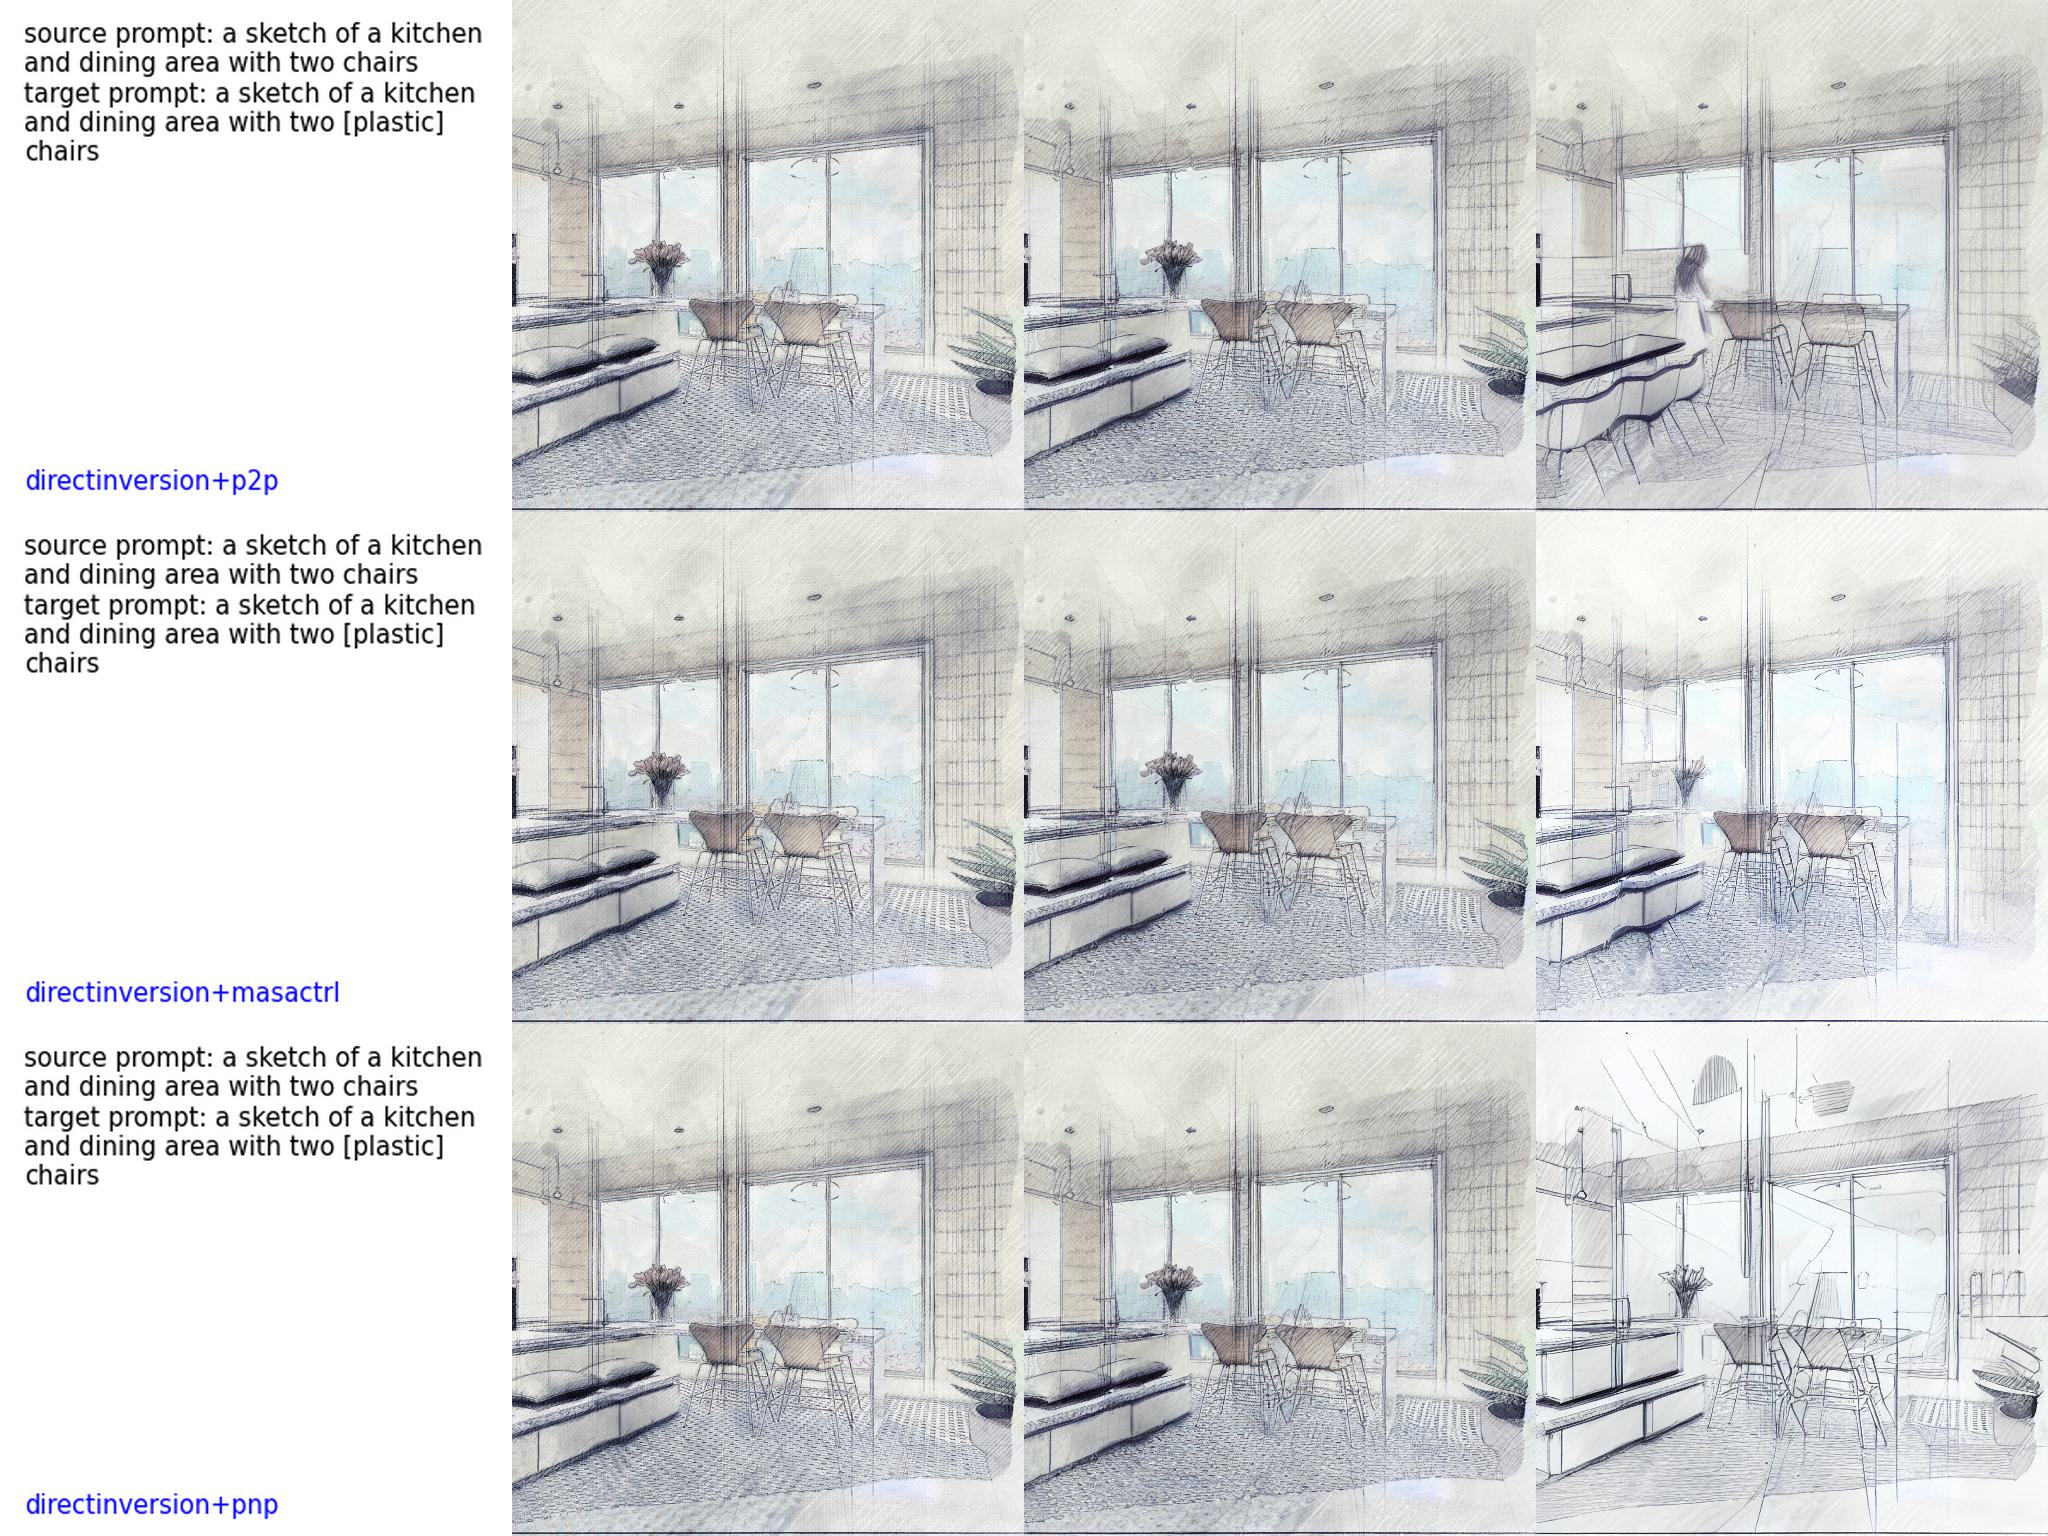 source prompt: a sketch of a kitchen
and dining area with two chairs
target prompt: a sketch of a kitchen
and dining area with two [plastic]
chairs
directinversion+p2p
source prompt: a sketch of a kitchen
and dining area with two chairs
target prompt: a sketch of a kitchen
and dining area with two [plastic]
chairs
directinversion+masactrl
source prompt: a sketch of a kitchen
and dining area with two chairs
target prompt: a sketch of a kitchen
and dining area with two [plastic]
chairs
directinversion+pnp